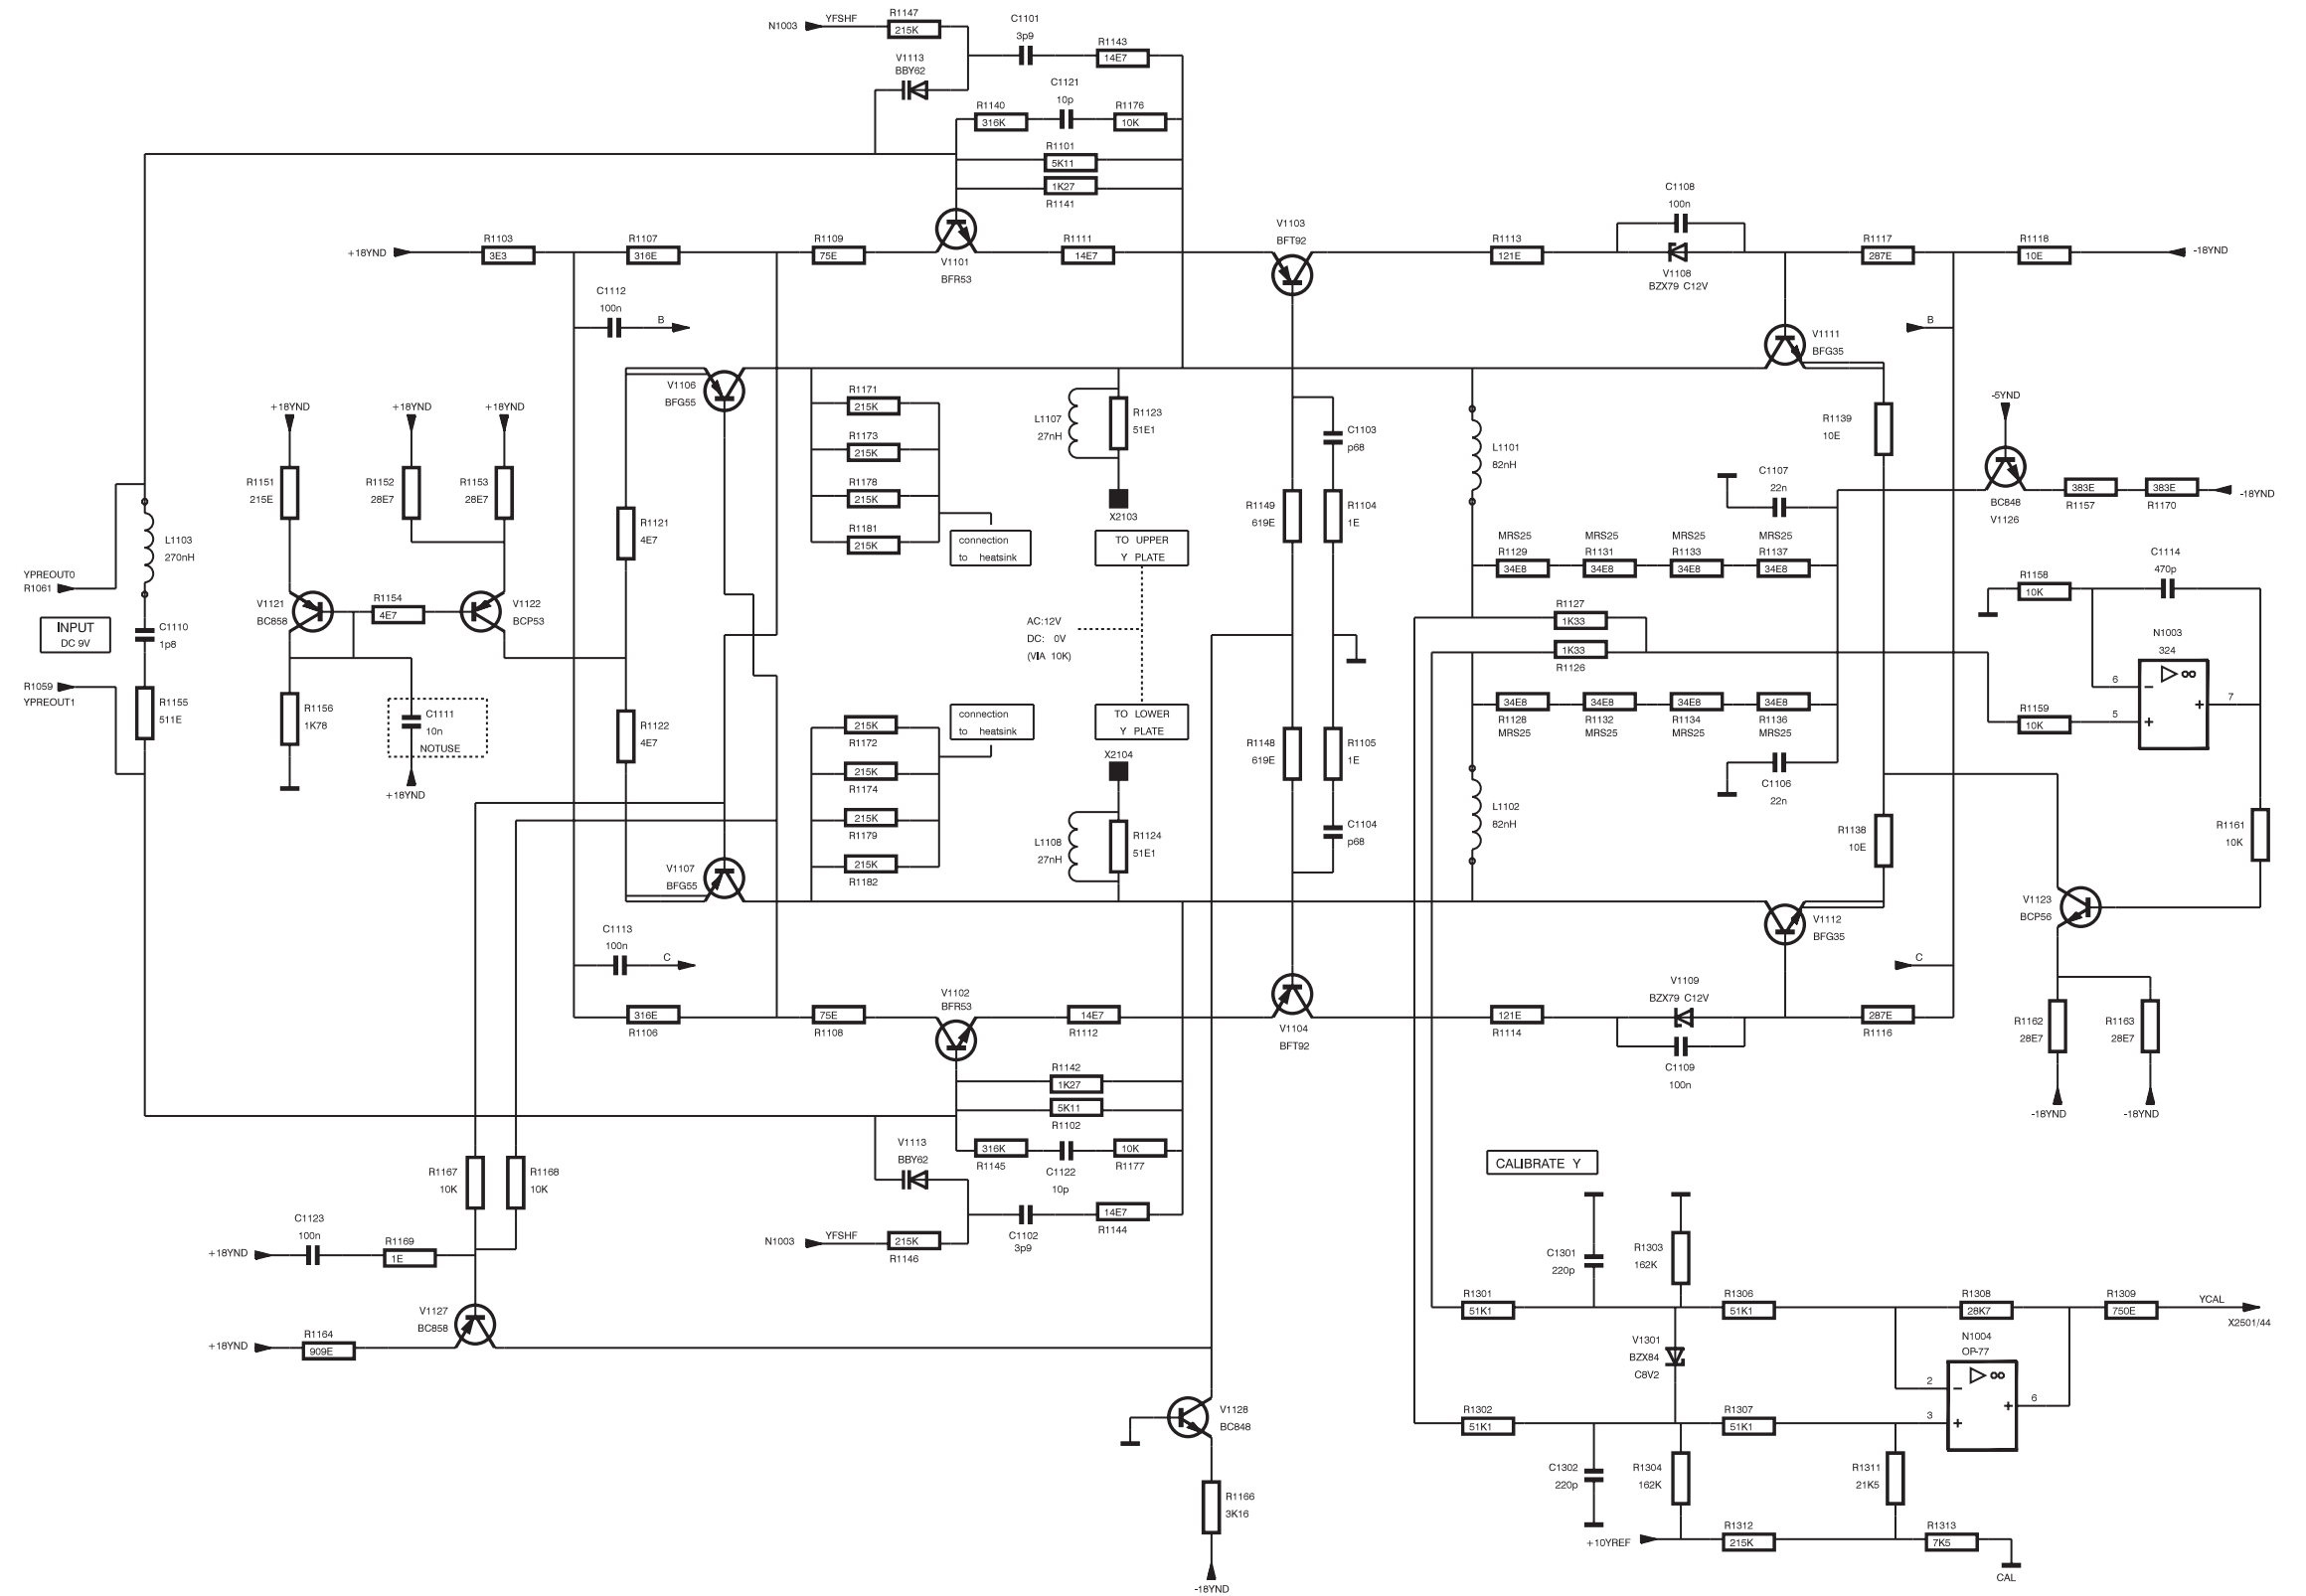 N1003 YFSHF
R1147
215K
C1101
3p9
R1143
14E7
V1113
BBY62
C1121
10p
R1140
316K
R1176
10K
R1101
5K11
1K27
R1141
+18YND
R1103
3E3
R1107
316E
R1109
75E
V1101
BFR53
R1111
14E7
V1103
BFT92
R1113
121E
C1108
100n
V1108
BZX79 C12V
R1117
287E
R1118
10E
-18YND
C1112
100n
B
B
V1111
BFG35
V1106
BFG55
+18YND
+18YND
+18YND
R1151
215E
R1152
28E7
R1153
28E7
R1171
215K
R1173
215K
R1178
215K
R1181
215K
L1107
27nH
R1123
51E1
X2103
C1103
p68
L1101
82nH
R1139
10E
-5YND
BC848
V1126
383E
R1157
383E
R1170
-18YND
C1107
22n
R1149
619E
R1104
1E
R1121
4E7
connection
to heatsink
TO UPPER
Y PLATE
MRS25
R1129
34E8
MRS25
R1131
34E8
MRS25
R1133
34E8
MRS25
R1137
34E8
L1103
270nH
YPREOUT0
R1061
INPUT
DC 9V
C1110
1p8
R1059
YPREOUT1
R1155
511E
V1121
BC858
R1154
4E7
V1122
BCP53
R1156
1K78
C1111
10n
NOTUSE
+18YND
AC:12V
DC: 0V
(VIA 10K)
R1127
1K33
1K33
R1126
R1158
10K
C1114
470p
N1003
324
6
5
7
R1159
10K
R1122
4E7
connection
to heatsink
TO LOWER
Y PLATE
215K
R1172
215K
R1174
215K
R1179
215K
R1182
X2104
L1108
27nH
R1124
51E1
R1148
619E
R1105
1E
C1104
p68
34E8
R1128
MRS25
34E8
R1132
MRS25
34E8
R1134
MRS25
34E8
R1136
MRS25
C1106
22n
L1102
82nH
R1138
10E
R1161
10K
V1107
BFG55
V1112
BFG35
V1123
BCP56
C1113
100n
C
C
316E
R1106
75E
R1108
V1102
BFR53
14E7
R1112
V1104
BFT92
121E
R1114
V1109
BZX79 C12V
C1109
100n
287E
R1116
R1162
28E7
R1163
28E7
-18YND
-18YND
R1142
1K27
5K11
R1102
V1113
BBY62
316K
R1145
C1122
10p
10K
R1177
N1003 YFSHF
215K
R1146
C1102
3p9
14E7
R1144
R1167
10K
R1168
10K
+18YND
C1123
100n
R1169
1E
V1127
BC858
+18YND
R1164
909E
V1128
BC848
R1166
3K16
-18YND
CALIBRATE Y
C1301
220p
R1303
162K
R1301
51K1
R1306
51K1
R1308
28K7
R1309
750E
YCAL
X2501/44
V1301
BZX84
C8V2
N1004
OP-77
2
3
6
R1302
51K1
R1307
51K1
C1302
220p
R1304
162K
R1311
21K5
+10YREF
R1312
215K
R1313
7K5
CAL